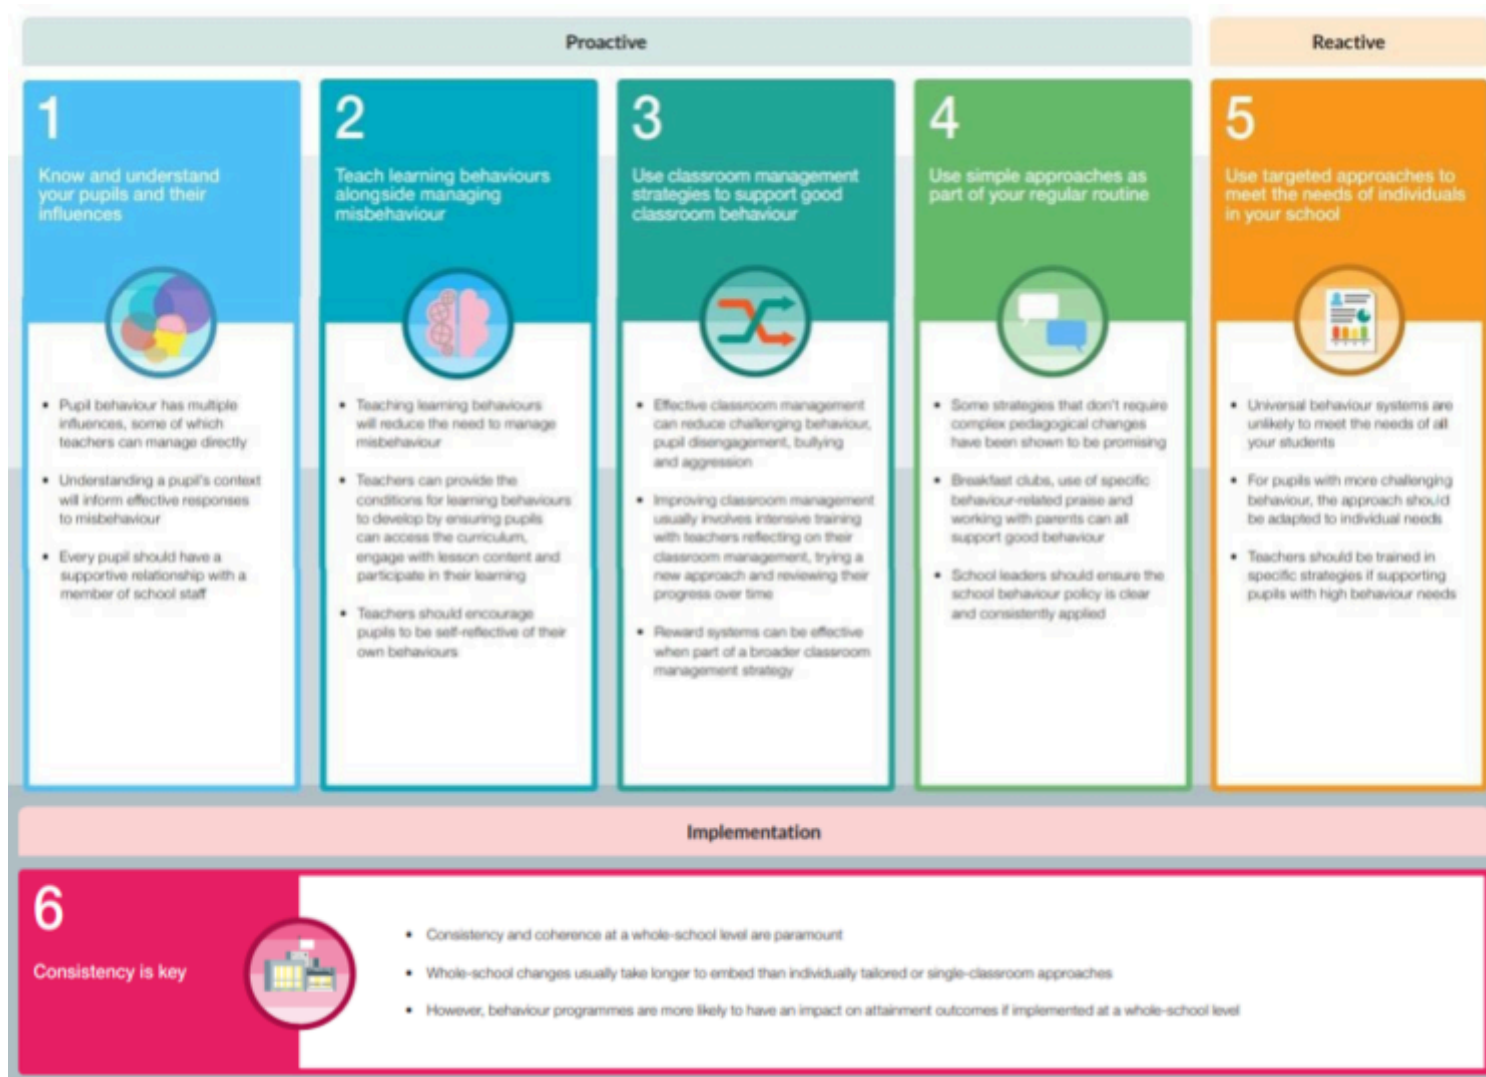 Proactive
Reactive
1
Know and understand
your pupils and their
influences
• Pupil behaviour has multiple
influences, some of which
teachers can manage directly
• Understanding a pupil's context
will inform effective responses
to misbehaviour
• Every pupil should have a
supportive relationship with a
member of school staff
2
Teach learning behaviours
alongside managing
misbehaviour
• Teaching learning behaviours
will reduce the need to manage
misbehaviour
• Teachers can provide the
conditions for learning behaviours
to develop by ensuring pupils
can access the curriculum,
engage with lesson content and
participate in their learning
• Teachers should encourage
pupils to be self-reflective of their
own behaviours
3
Use classroom management
strategies to support good
classroom behaviour
• Effective classroom management
can reduce challenging behaviour,
pupil disengagement, bullying
and aggression
• Improving classroom management
usually involves intensive training
with teachers reflecting on their
classroom management, trying a
new approach and reviewing their
progress over time
• Reward systems can be effective
when part of a broader classroom
management strategy
4
Use simple approaches as
part of your regular routine
• Some strategies that don't require
complex pedagogical changes
have been shown to be promising
• Breakfast clubs, use of specific
behaviour-related praise and
working with parents can all
support good behaviour
• School leaders should ensure the
school behaviour policy is clear
and consistently applied
5
Use targeted approaches to
meet the needs of individuals
in your school
• Universal behaviour systems are
unlikely to meet the needs of all
your students
• For pupils with more challenging
behaviour, the approach should
be adapted to individual needs
• Teachers should be trained in
specific strategies if supporting
pupils with high behaviour needs
Implementation
6
Consistency is key
• Consistency and coherence at a whole-school level are paramount
• Whole-school changes usually take longer to embed than individually tailored or single-classroom approaches
• However, behaviour programmes are more likely to have an impact on attainment outcomes if implemented at a whole-school level